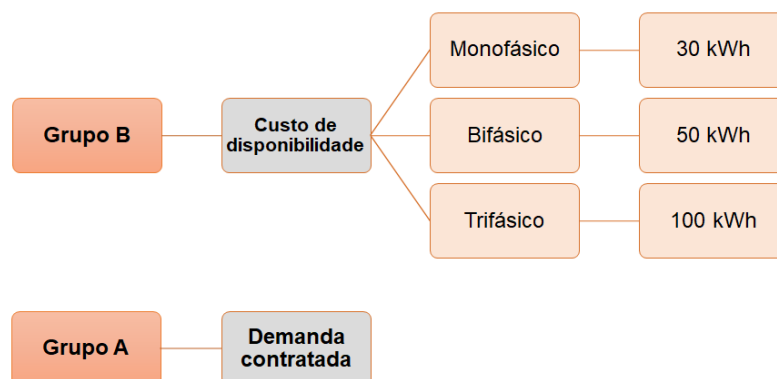 Monofásico
30 kWh
Grupo B
Custo de
disponibilidade
Bifásico
50 kWh
Trifásico
100 kWh
Grupo A
Demanda
contratada